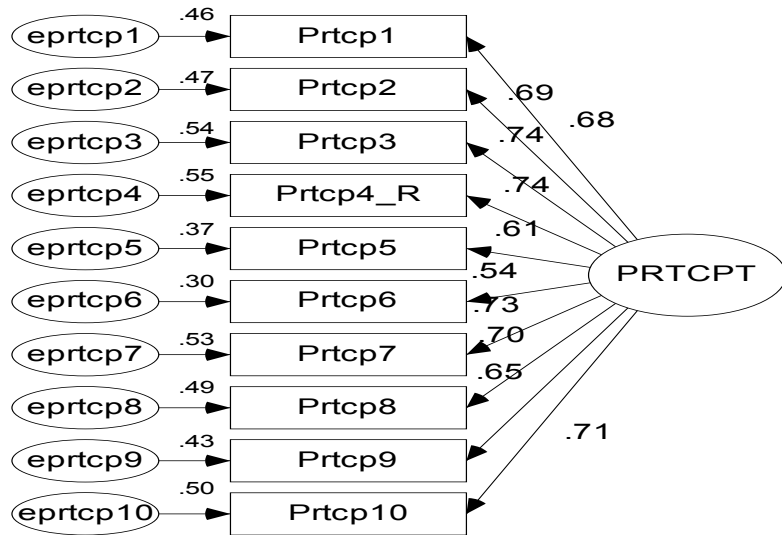 .46
eprtcp1 Prtcp1
.47
eprtcp2 Prtcp2
.69
.68
.54
eprtcp3 Prtcp3
.74
.55
eprtcp4 Prtcp4_R
.74
.37
eprtcp5 Prtcp5
.61
PRTCPT
.30
eprtcp6 Prtcp6
.54
.73
.53
eprtcp7 Prtcp7
.70
.49
eprtcp8 Prtcp8
.65
.43
eprtcp9 Prtcp9
.71
.50
eprtcp10 Prtcp10